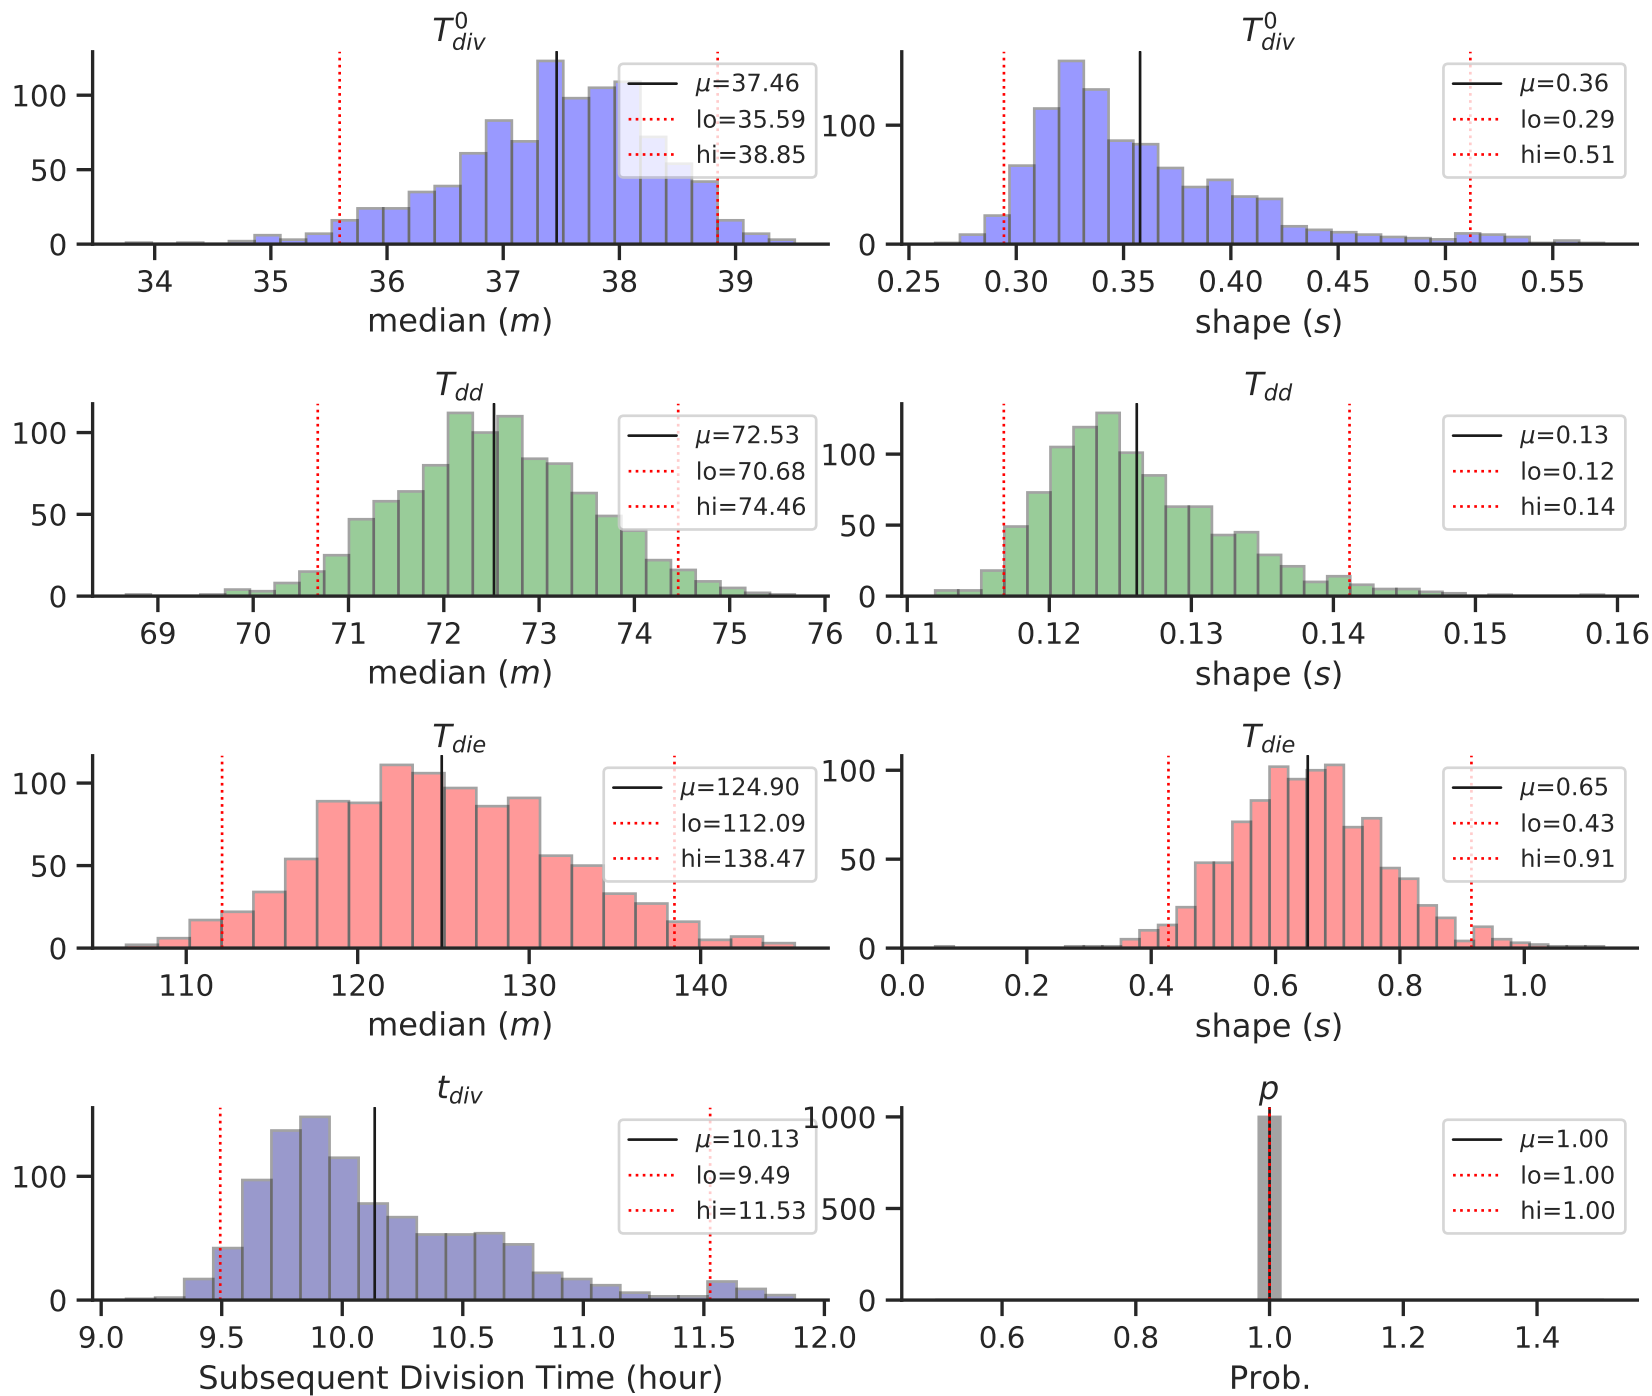 T⁰div
100
50
0
μ=37.46
lo=35.59
hi=38.85
34 35 36 37 38 39
median (m)
T⁰div
100
0
μ=0.36
lo=0.29
hi=0.51
0.25 0.30 0.35 0.40 0.45 0.50 0.55
shape (s)
Tdd
100
50
0
μ=72.53
lo=70.68
hi=74.46
69 70 71 72 73 74 75 76
median (m)
Tdd
100
50
0
μ=0.13
lo=0.12
hi=0.14
0.11 0.12 0.13 0.14 0.15 0.16
shape (s)
Tdie
100
50
0
μ=124.90
lo=112.09
hi=138.47
110 120 130 140
median (m)
Tdie
100
50
0
μ=0.65
lo=0.43
hi=0.91
0.0 0.2 0.4 0.6 0.8 1.0
shape (s)
tdiv
100
0
μ=10.13
lo=9.49
hi=11.53
9.0 9.5 10.0 10.5 11.0 11.5 12.0
Subsequent Division Time (hour)
p
1000
500
0
μ=1.00
lo=1.00
hi=1.00
0.6 0.8 1.0 1.2 1.4
Prob.